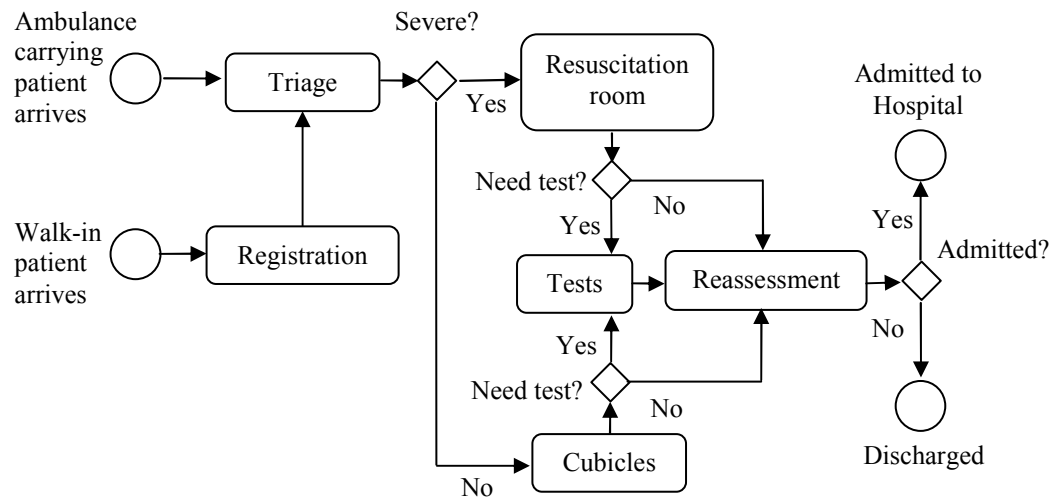 Ambulance
carrying
patient
arrives
Triage
Severe?
Yes
Resuscitation
room
Admitted to
Hospital
Need test?
No
Yes
Walk-in
patient
arrives
Registration
Tests
Reassessment
Yes
Admitted?
No
Yes
Need test?
No
Cubicles
No
Discharged